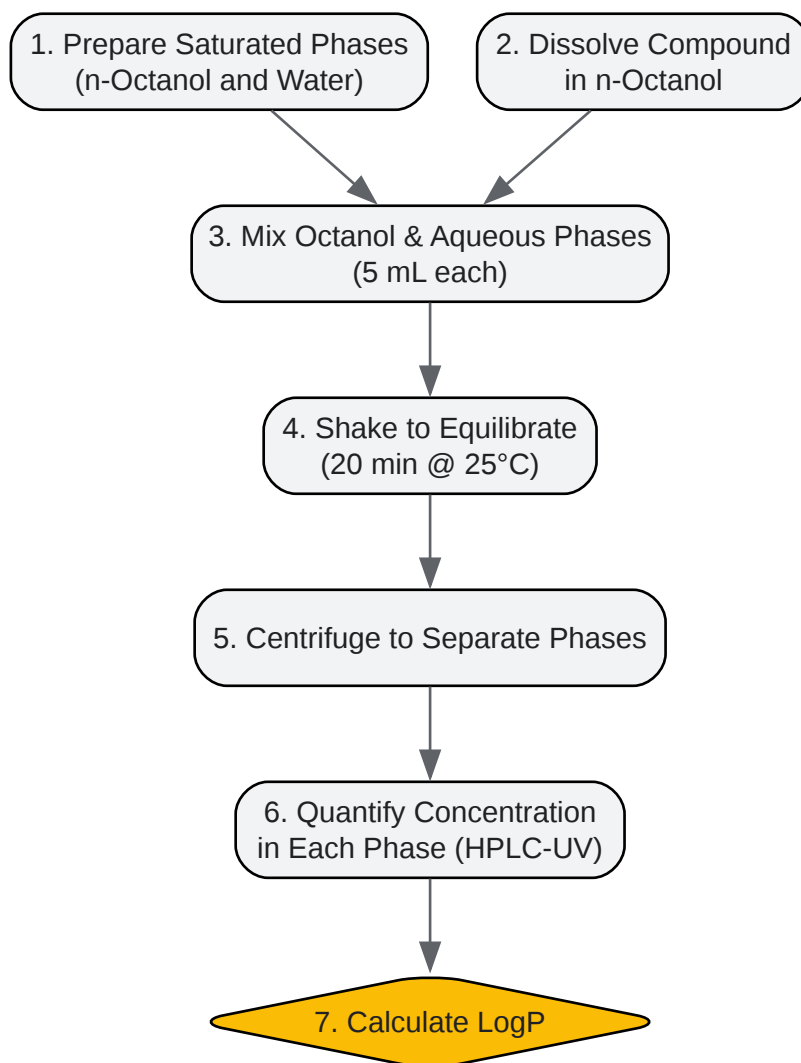 1. Prepare Saturated Phases
(n-Octanol and Water)
2. Dissolve Compound
in n-Octanol
3. Mix Octanol & Aqueous Phases
(5 mL each)
4. Shake to Equilibrate
(20 min @ 25°C)
5. Centrifuge to Separate Phases
6. Quantify Concentration
in Each Phase (HPLC-UV)
7. Calculate LogP